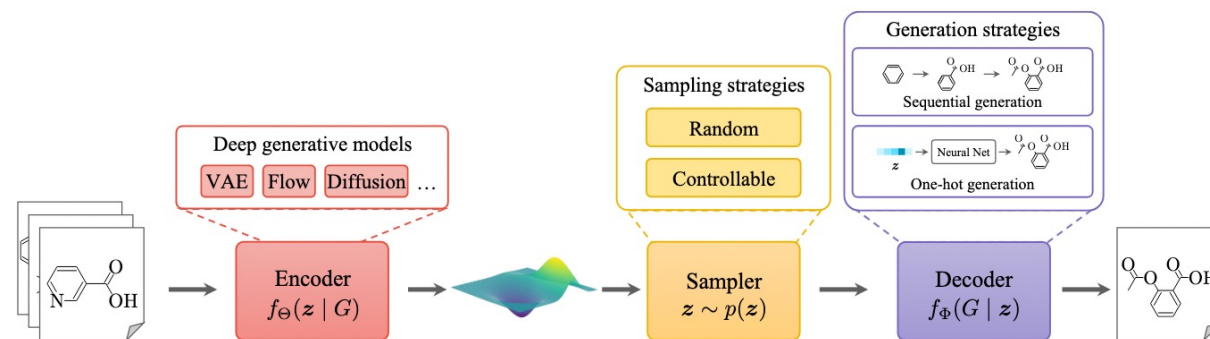 Generation strategies
O
OH
O
O
O
OH
Sequential generation
Sampling strategies
Random
Controllable
Deep generative models
VAE Flow Diffusion ...
z
Neural Net
O
O
O
OH
One-hot generation
O
OH
N
Encoder
f_Θ(z | G)
Sampler
z ∼ p(z)
Decoder
f_Φ(G | z)
O
O
O
OH